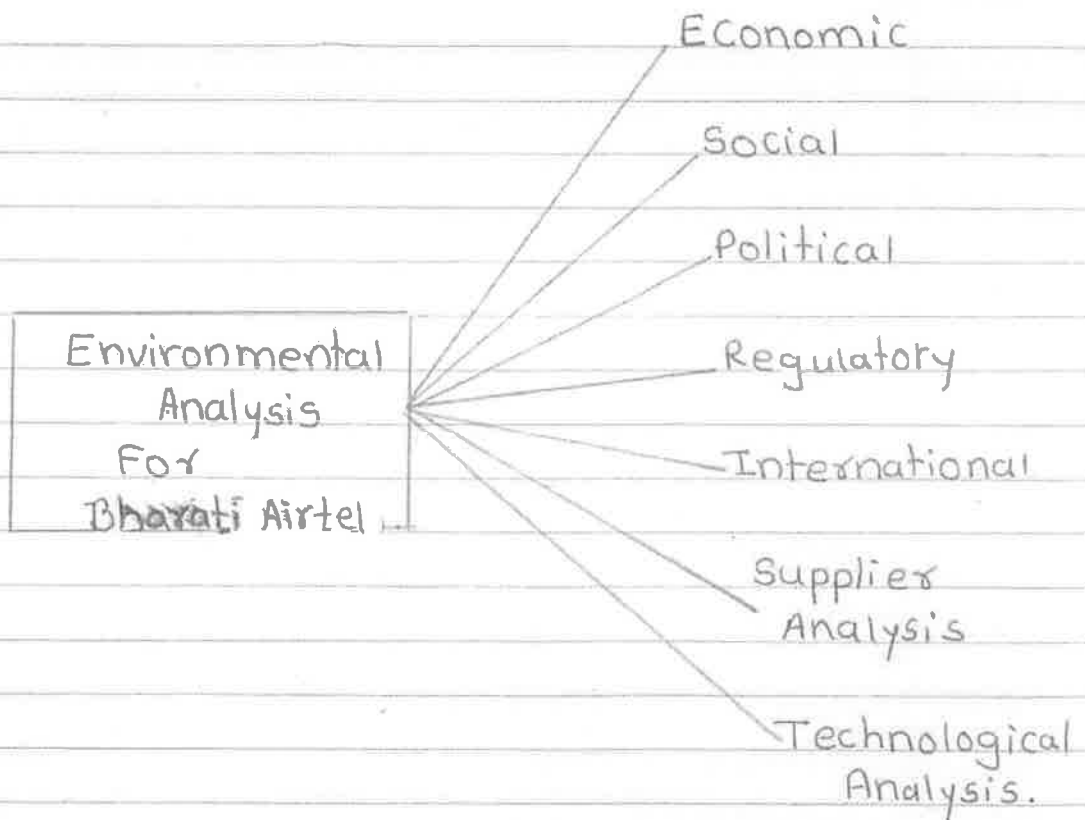 Economic
Social
Political
Environmental
Analysis
For
Bharati Airtel
Regulatory
International
Supplier
Analysis
Technological
Analysis.